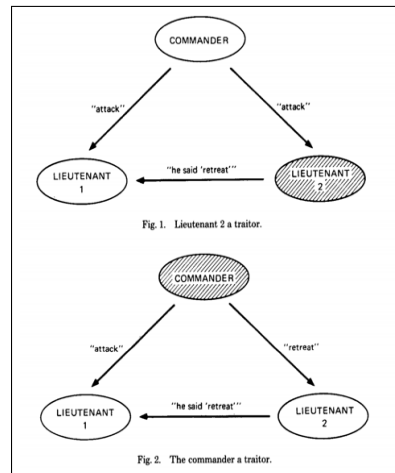 COMMANDER
"attack"
"attack"
"he said 'retreat'"
LIEUTENANT
1
LIEUTENANT
2
Fig. 1. Lieutenant 2 a traitor.
COMMANDER
"attack"
"retreat"
"he said 'retreat'"
LIEUTENANT
1
LIEUTENANT
2
Fig. 2. The commander a traitor.